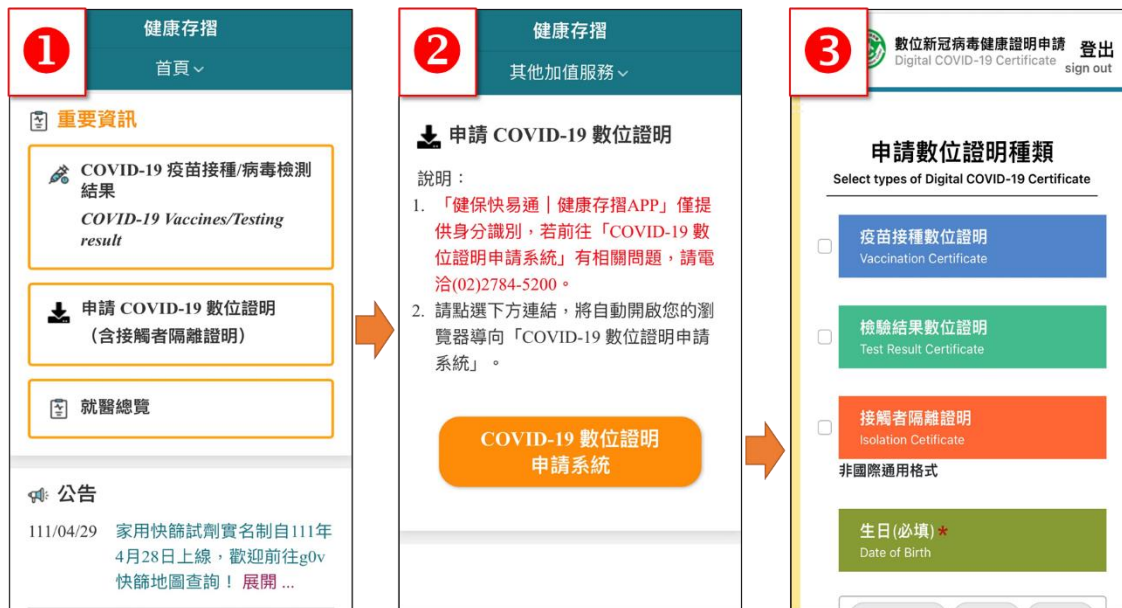 1
健康存摺
首頁
重要資訊
COVID-19 疫苗接種/病毒檢測
結果
COVID-19 Vaccines/Testing
result
申請 COVID-19 數位證明
（含接觸者隔離證明）
就醫總覽
公告
111/04/29 家用快篩試劑實名制自111年
4月28日上線，歡迎前往g0v
快篩地圖查詢！ 展開 ...
2
健康存摺
其他加值服務
申請 COVID-19 數位證明
說明：
1. 「健保快易通｜健康存摺APP」僅提
供身分識別，若前往「COVID-19 數
位證明申請系統」有相關問題，請電
洽(02)2784-5200。
2. 請點選下方連結，將自動開啟您的瀏
覽器導向「COVID-19 數位證明申請
系統」。
COVID-19 數位證明
申請系統
3
數位新冠病毒健康證明申請
Digital COVID-19 Certificate
登出
sign out
申請數位證明種類
Select types of Digital COVID-19 Certificate
疫苗接種數位證明
Vaccination Certificate
檢驗結果數位證明
Test Result Certificate
接觸者隔離證明
Isolation Cetificate
非國際通用格式
生日(必填) *
Date of Birth